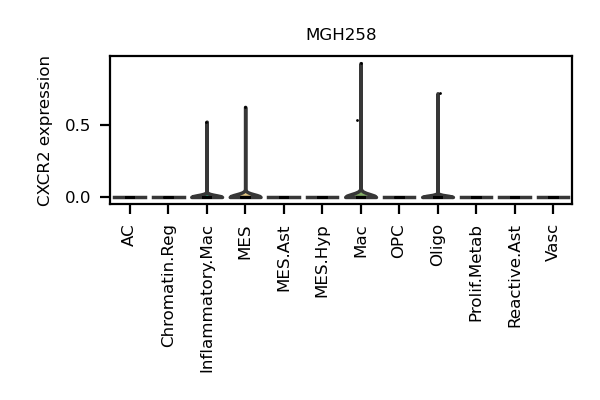 MGH258
CXCR2 expression
0.5
0.0
AC
Chromatin.Reg
Inflammatory.Mac
MES
MES.Ast
MES.Hyp
Mac
OPC
Oligo
Prolif.Metab
Reactive.Ast
Vasc